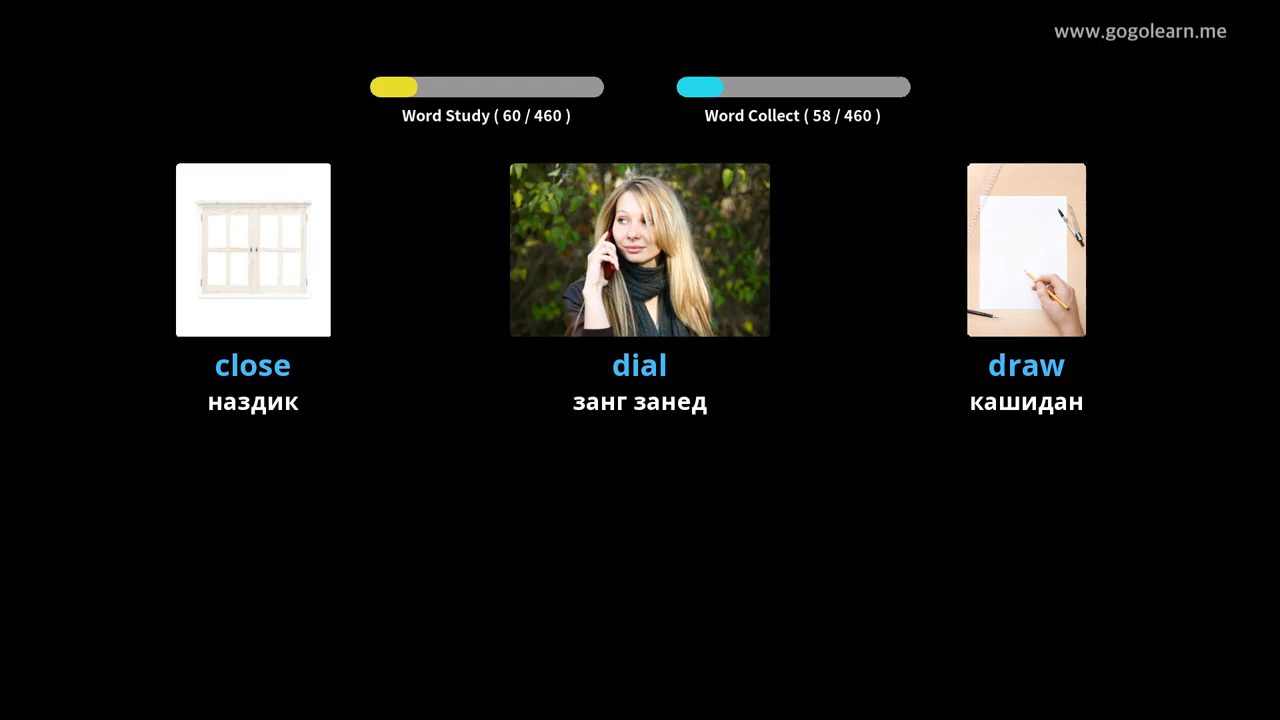 www.gogolearn.me
Word Study ( 60 / 460 )
Word Collect ( 58 / 460 )
close
dial
draw
наздик
занг занед
кашидан